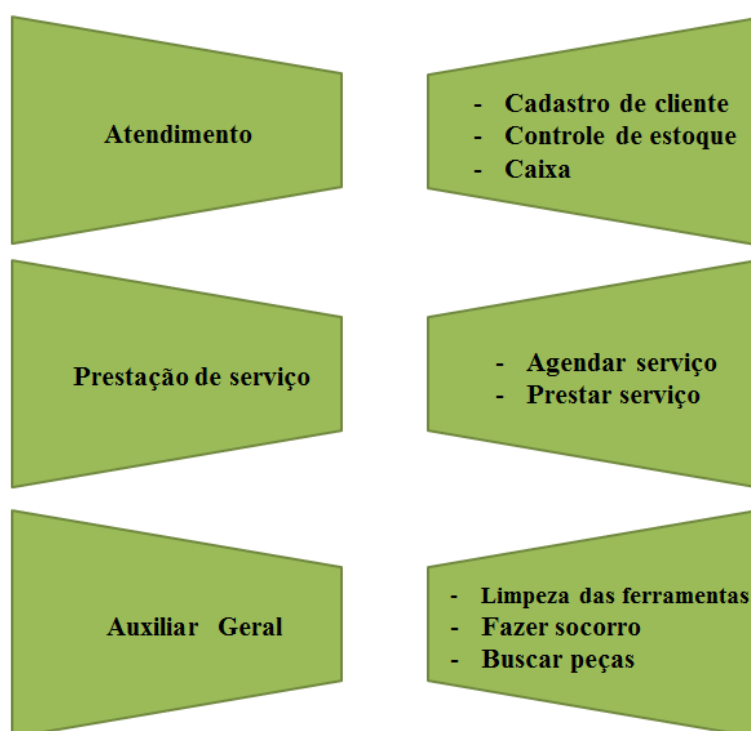 Atendimento
- Cadastro de cliente
- Controle de estoque
- Caixa
Prestação de serviço
- Agendar serviço
- Prestar serviço
Auxiliar Geral
- Limpeza das ferramentas
- Fazer socorro
- Buscar peças